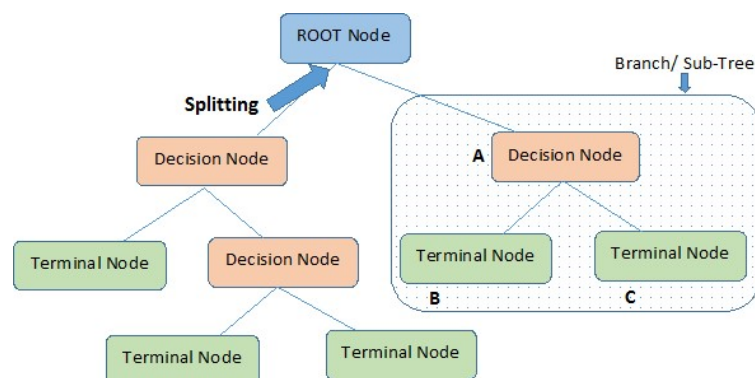 ROOT Node
Branch/ Sub-Tree
Splitting
Decision Node
A
Decision Node
Terminal Node
Decision Node
Terminal Node
Terminal Node
B
C
Terminal Node
Terminal Node